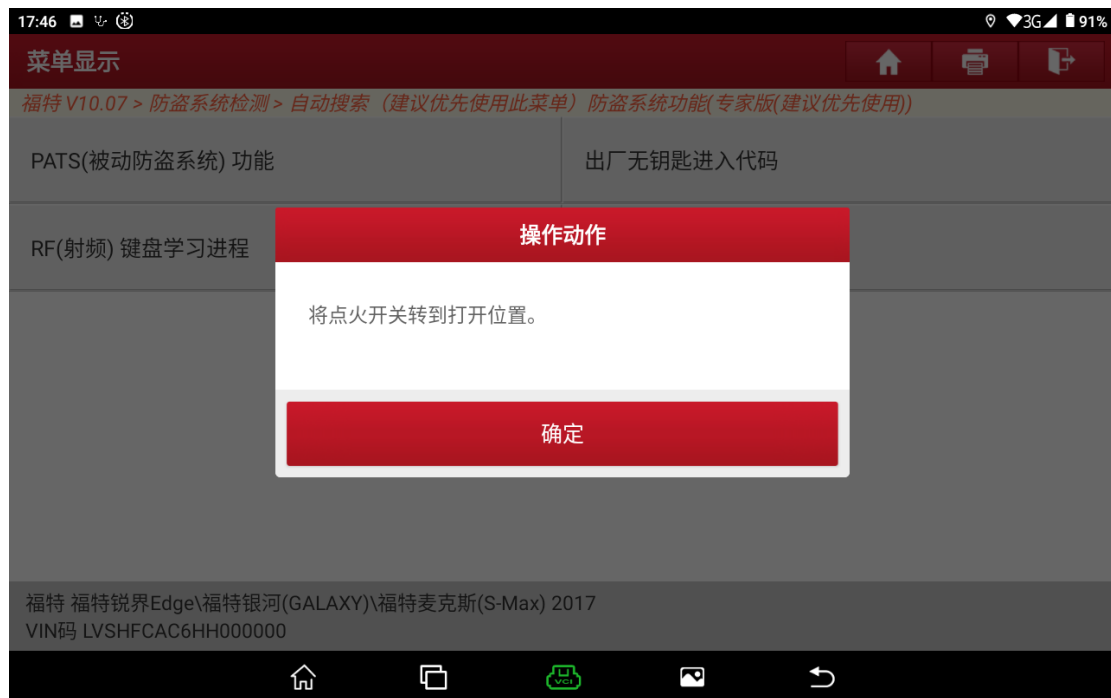 17:46
3G 91%
菜单显示
福特 V10.07 > 防盗系统检测 > 自动搜索（建议优先使用此菜单）防盗系统功能(专家版(建议优先使用))
PATS(被动防盗系统) 功能
出厂无钥匙进入代码
RF(射频) 键盘学习进程
操作动作
将点火开关转到打开位置。
确定
福特 福特锐界Edge\福特银河(GALAXY)\福特麦克斯(S-Max) 2017
VIN码 LVSHFCAC6HH000000
VCI